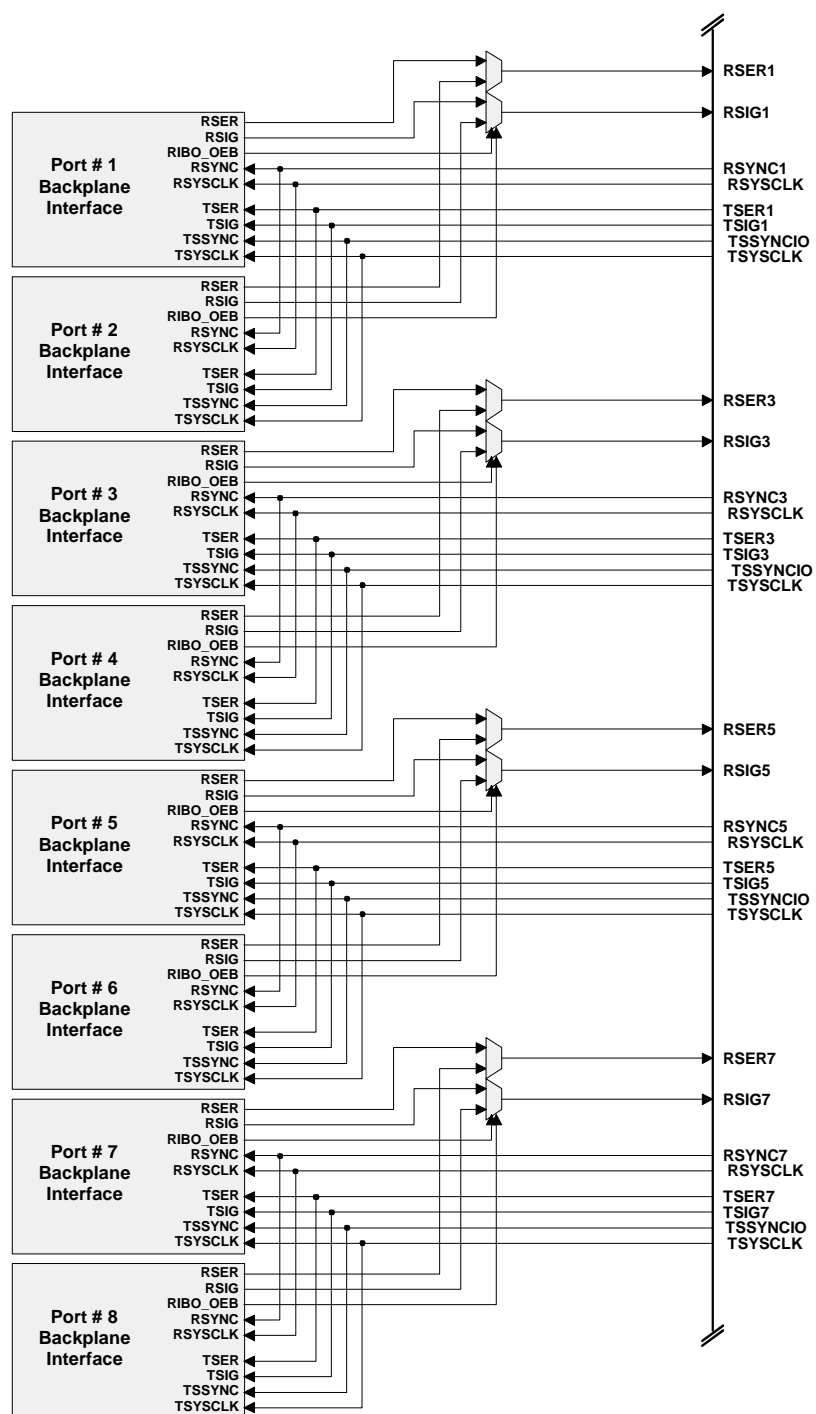 RSER1
RSIG1
Port # 1
Backplane
Interface
RSER
RSIG
RIBO_OEB
RSYNC
RSYSCLK
TSER
TSIG
TSSYNC
TSYSCLK
RSYNC1
RSYSCLK
TSER1
TSIG1
TSSYNCIO
TSYSCLK
Port # 2
Backplane
Interface
RSER
RSIG
RIBO_OEB
RSYNC
RSYSCLK
TSER
TSIG
TSSYNC
TSYSCLK
RSER3
RSIG3
Port # 3
Backplane
Interface
RSER
RSIG
RIBO_OEB
RSYNC
RSYSCLK
TSER
TSIG
TSSYNC
TSYSCLK
RSYNC3
RSYSCLK
TSER3
TSIG3
TSSYNCIO
TSYSCLK
Port # 4
Backplane
Interface
RSER
RSIG
RIBO_OEB
RSYNC
RSYSCLK
TSER
TSIG
TSSYNC
TSYSCLK
RSER5
RSIG5
Port # 5
Backplane
Interface
RSER
RSIG
RIBO_OEB
RSYNC
RSYSCLK
TSER
TSIG
TSSYNC
TSYSCLK
RSYNC5
RSYSCLK
TSER5
TSIG5
TSSYNCIO
TSYSCLK
Port # 6
Backplane
Interface
RSER
RSIG
RIBO_OEB
RSYNC
RSYSCLK
TSER
TSIG
TSSYNC
TSYSCLK
RSER7
RSIG7
Port # 7
Backplane
Interface
RSER
RSIG
RIBO_OEB
RSYNC
RSYSCLK
TSER
TSIG
TSSYNC
TSYSCLK
RSYNC7
RSYSCLK
TSER7
TSIG7
TSSYNCIO
TSYSCLK
Port # 8
Backplane
Interface
RSER
RSIG
RIBO_OEB
RSYNC
RSYSCLK
TSER
TSIG
TSSYNC
TSYSCLK